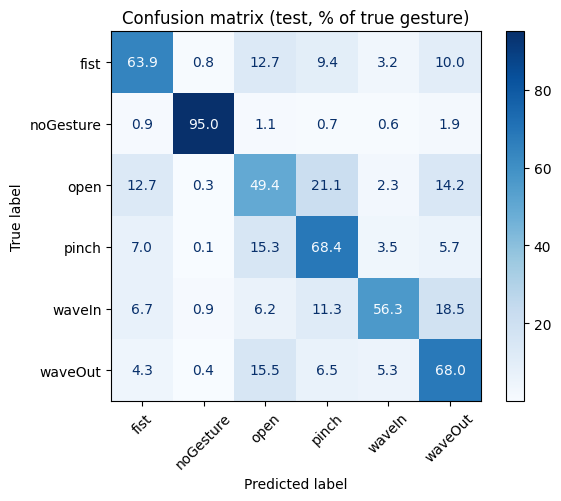 Confusion matrix (test, % of true gesture)
fist 63.9 0.8 12.7 9.4 3.2 10.0
noGesture 0.9 95.0 1.1 0.7 0.6 1.9
open 12.7 0.3 49.4 21.1 2.3 14.2
pinch 7.0 0.1 15.3 68.4 3.5 5.7
waveIn 6.7 0.9 6.2 11.3 56.3 18.5
waveOut 4.3 0.4 15.5 6.5 5.3 68.0
fist noGesture open pinch waveIn waveOut
Predicted label
True label
80
60
40
20